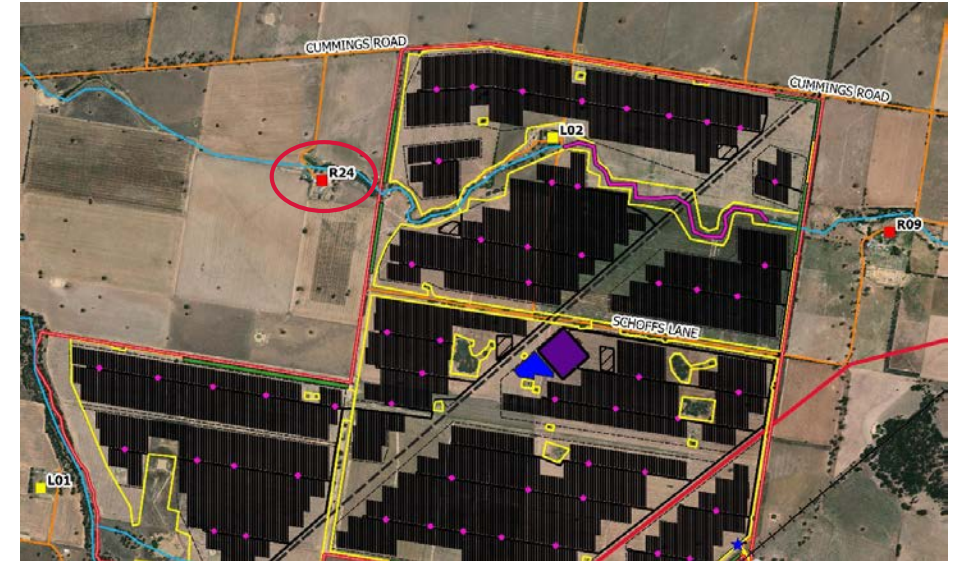 CUMMINGS ROAD
CUMMINGS ROAD
L02
R24
R09
SCHOFFS LANE
L01